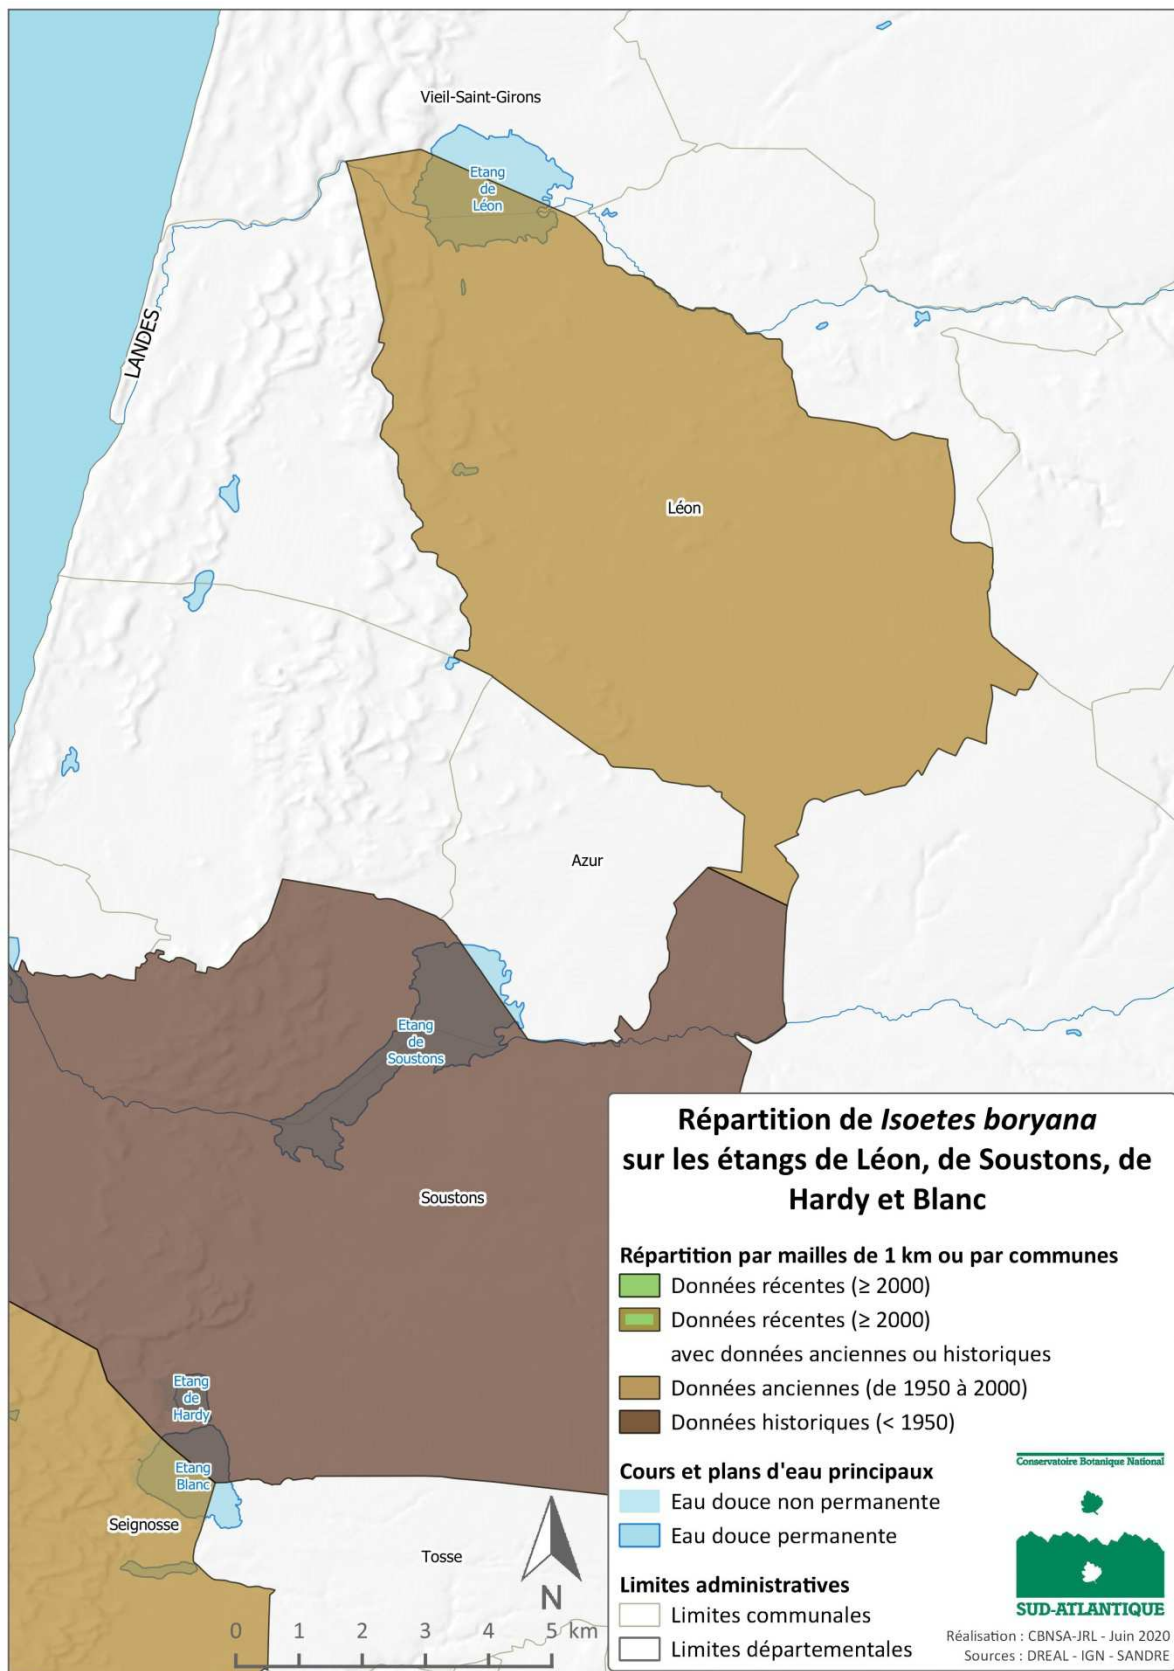 Vieil-Saint-Girons
Etang
de
Léon
LANDES
Léon
Azur
Etang
de
Soustons
Soustons
Etang
de
Hardy
Etang
Blanc
Seignosse
Tosse
N
0 1 2 3 4 5 km
Répartition de Isoetes boryana
sur les étangs de Léon, de Soustons, de
Hardy et Blanc
Répartition par mailles de 1 km ou par communes
Données récentes (≥ 2000)
Données récentes (≥ 2000)
avec données anciennes ou historiques
Données anciennes (de 1950 à 2000)
Données historiques (< 1950)
Cours et plans d'eau principaux
Eau douce non permanente
Eau douce permanente
Limites administratives
Limites communales
Limites départementales
Conservatoire Botanique National
SUD-ATLANTIQUE
Réalisation : CBNSA-JRL - Juin 2020
Sources : DREAL - IGN - SANDRE